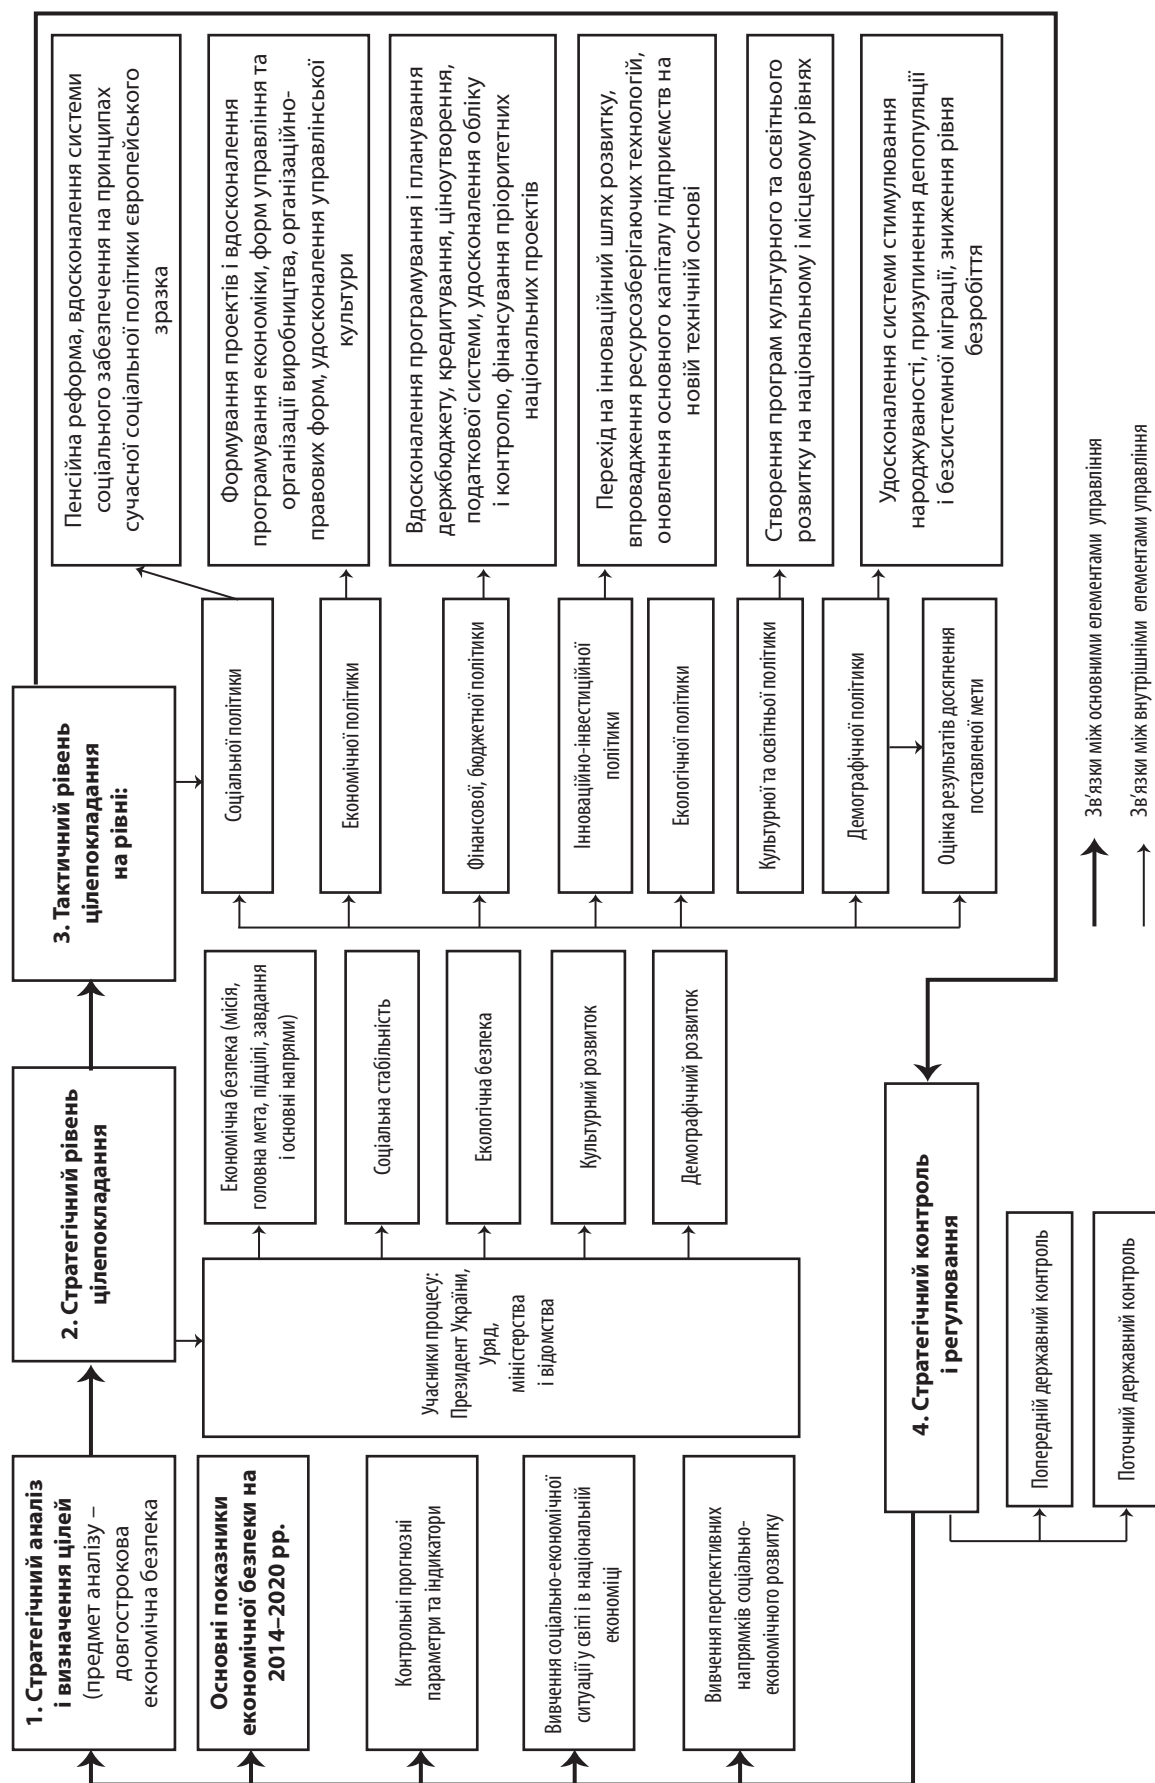 1. Стратегічний аналіз
і визначення цілей
(предмет аналізу –
довгострокова
економічна безпека
Основні показники
економічної безпеки на
2014–2020 рр.
Контрольні прогнозні
параметри та індикатори
Вивчення соціально-економічної
ситуації у світі і в національній
економіці
Вивчення перспективних
напрямків соціально-
економічного розвитку
2. Стратегічний рівень
цілепокладання
Учасники процесу:
Президент України,
Уряд,
міністерства
і відомства
Економічна безпека (місія,
головна мета, підцілі, завдання
і основні напрями)
Соціальна стабільність
Екологічна безпека
Культурний розвиток
Демографічний розвиток
3. Тактичний рівень
цілепокладання
на рівні:
Соціальної політики
Економічної політики
Фінансової, бюджетної політики
Інноваційно-інвестиційної
політики
Екологічної політики
Культурної та освітньої політики
Демографічної політики
Оцінка результатів досягнення
поставленої мети
Пенсійна реформа, вдосконалення системи
соціального забезпечення на принципах
сучасної соціальної політики європейського
зразка
Формування проектів і вдосконалення
програмування економіки, форм управління та
організації виробництва, організаційно-
правових форм, удосконалення управлінської
культури
Вдосконалення програмування і планування
держбюджету, кредитування, ціноутворення,
податкової системи, удосконалення обліку
і контролю, фінансування пріоритетних
національних проектів
Перехід на інноваційний шлях розвитку,
впровадження ресурсозберігаючих технологій,
оновлення основного капіталу підприємств на
новій технічній основі
Створення програм культурного та освітнього
розвитку на національному і місцевому рівнях
Удосконалення системи стимулювання
народжуваності, призупинення депопуляції
і безсистемної міграції, зниження рівня
безробіття
4. Стратегічний контроль
і регулювання
Попередній державний контроль
Поточний державний контроль
Зв'язки між основними елементами управління
Зв'язки між внутрішніми елементами управління